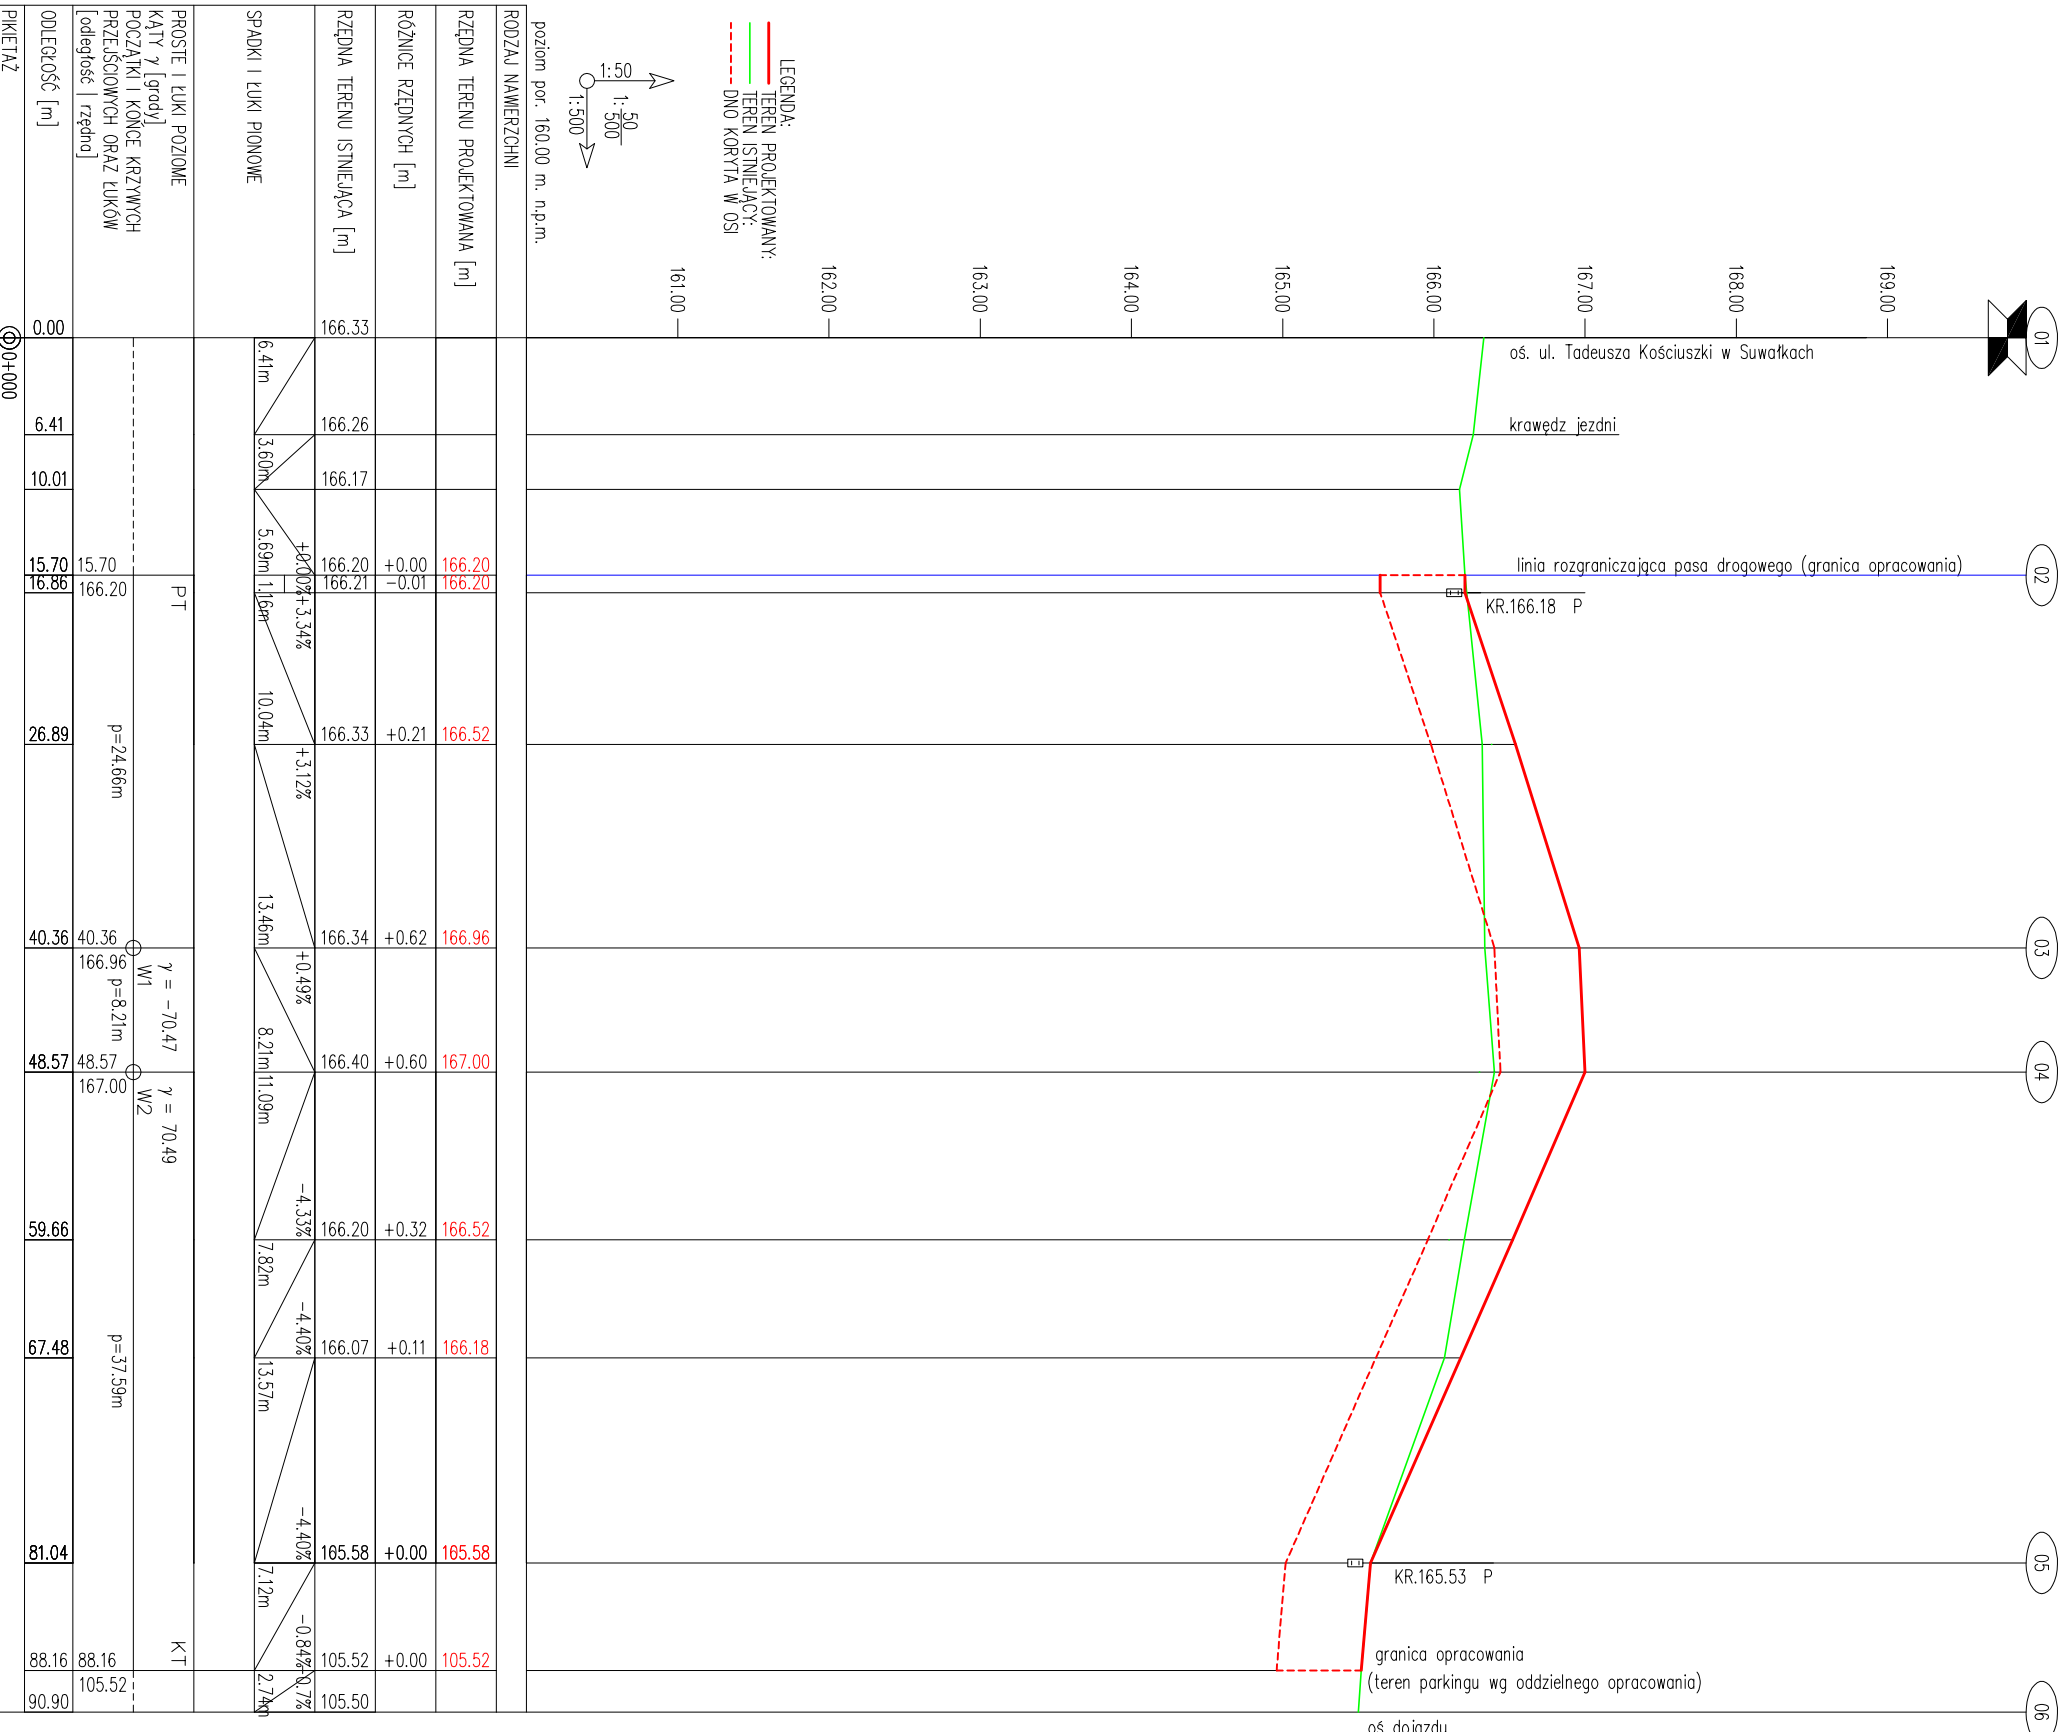 01
02
03
04
05
06
169.00
168.00
167.00
166.00
165.00
164.00
163.00
162.00
161.00
oś. ul. Tadeusza Kościuszki w Suwałkach
krawędz jezdni
linia rozgraniczająca pasa drogowego (granica opracowania)
KR.166.18 P
KR.165.53 P
granica opracowania
(teren parkingu wg oddzielnego opracowania)
oś dojazdu
LEGENDA:
TEREN PROJEKTOWANY:
TEREN ISTNIEJĄCY:
DNO KORYTA W OSI
1:50
1: 50
500
1:500
poziom por. 160.00 m. n.p.m.
RODZAJ NAWIERZCHNI
RZĘDNA TERENU PROJEKTOWANA [m]
166.20
166.20
166.52
166.96
167.00
166.52
166.18
165.58
105.52
RÓŻNICE RZĘDNYCH [m]
+0.00
-0.01
+0.21
+0.62
+0.60
+0.32
+0.11
+0.00
+0.00
RZĘDNA TERENU ISTNIEJĄCA [m]
166.33
166.26
166.17
166.20
166.21
166.33
166.34
166.40
166.20
166.07
165.58
105.52
105.50
SPADKI I ŁUKI PIONOWE
+0.00%
+3.34%
+3.12%
+0.49%
-4.33%
-4.40%
-4.40%
-0.84%
-0.7%
6.41m
3.60m
5.69m
1.16m
10.04m
13.46m
8.21m
11.09m
7.82m
13.57m
7.12m
2.74m
PROSTE I ŁUKI POZIOME
KĄTY γ [grady]
POCZĄTKI I KOŃCE KRZYWYCH
PRZEJŚCIOWYCH ORAZ ŁUKÓW
[odległość | rzędna]
PT
γ = -70.47
W1
γ = 70.49
W2
KT
p=24.66m
p=8.21m
p=37.59m
15.70
166.20
40.36
166.96
48.57
167.00
88.16
105.52
ODLEGŁOŚĆ [m]
0.00
6.41
10.01
15.70
16.86
26.89
40.36
48.57
59.66
67.48
81.04
88.16
90.90
PIKIETAŻ
0+000